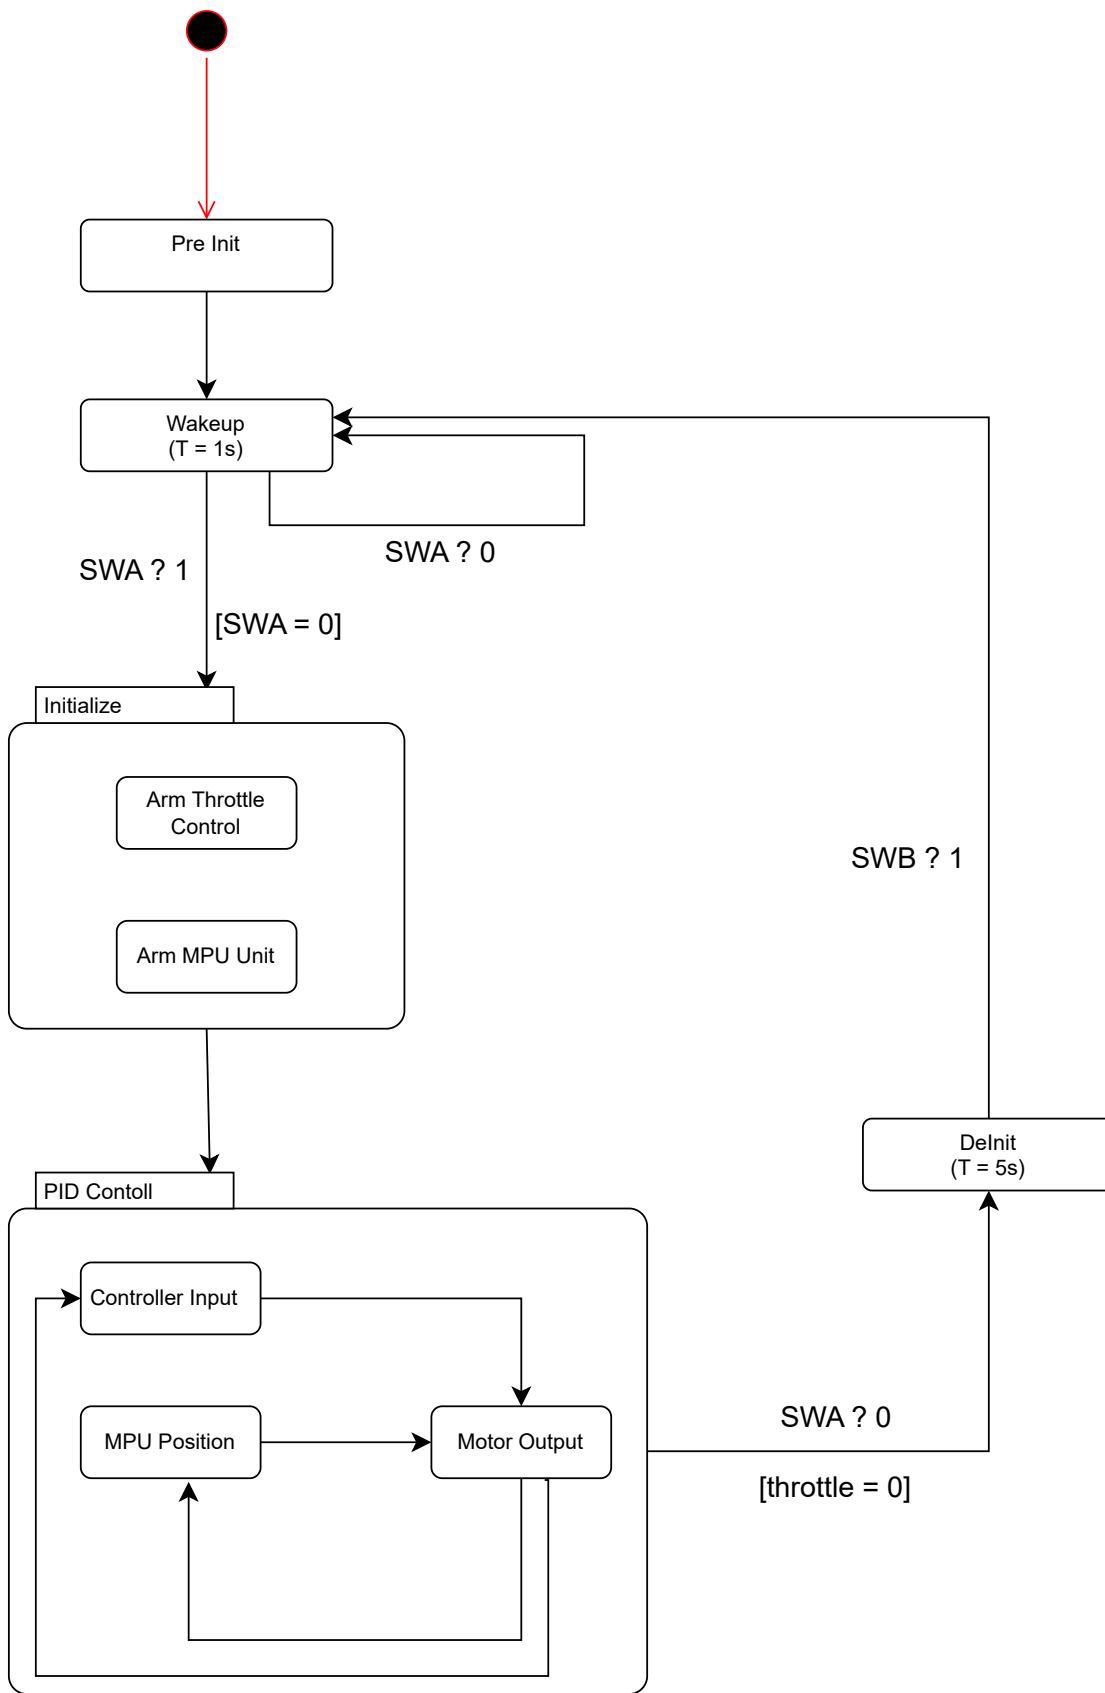 Pre Init
Wakeup
(T = 1s)
SWA ? 0
SWA ? 1
[SWA = 0]
Initialize
Arm Throttle
Control
SWB ? 1
Arm MPU Unit
DeInit
(T = 5s)
PID Contoll
Controller Input
MPU Position
Motor Output
SWA ? 0
[throttle = 0]